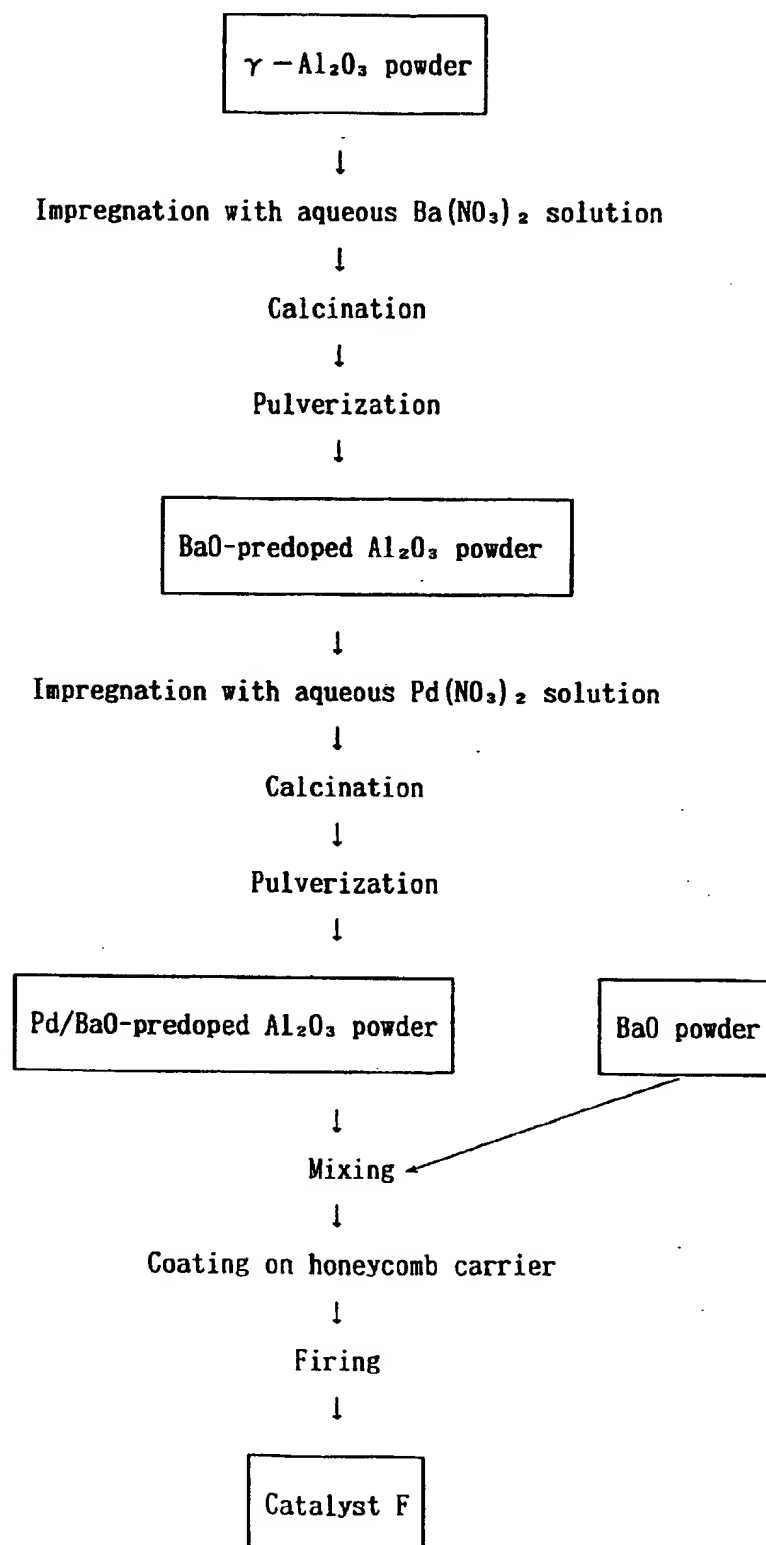 γ-Al₂O₃ powder
↓
Impregnation with aqueous Ba(NO₃)₂ solution
↓
Calcination
↓
Pulverization
↓
BaO-predoped Al₂O₃ powder
↓
Impregnation with aqueous Pd(NO₃)₂ solution
↓
Calcination
↓
Pulverization
↓
Pd/BaO-predoped Al₂O₃ powder BaO powder
↓
Mixing
↓
Coating on honeycomb carrier
↓
Firing
↓
Catalyst F